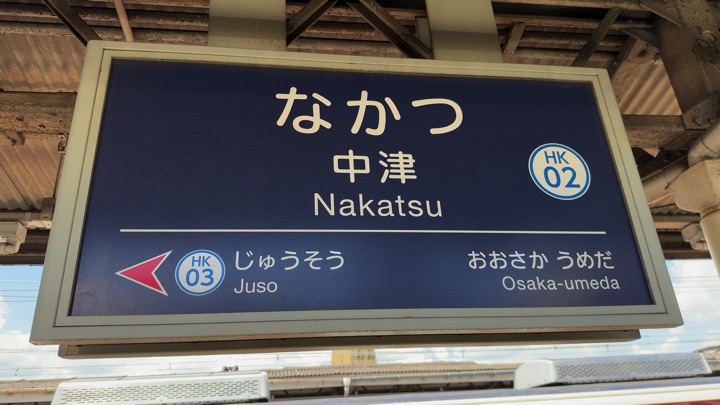 なかつ
中津
Nakatsu
HK
02
HK
03
じゅうそう
Juso
おおさか うめだ
Osaka-umeda